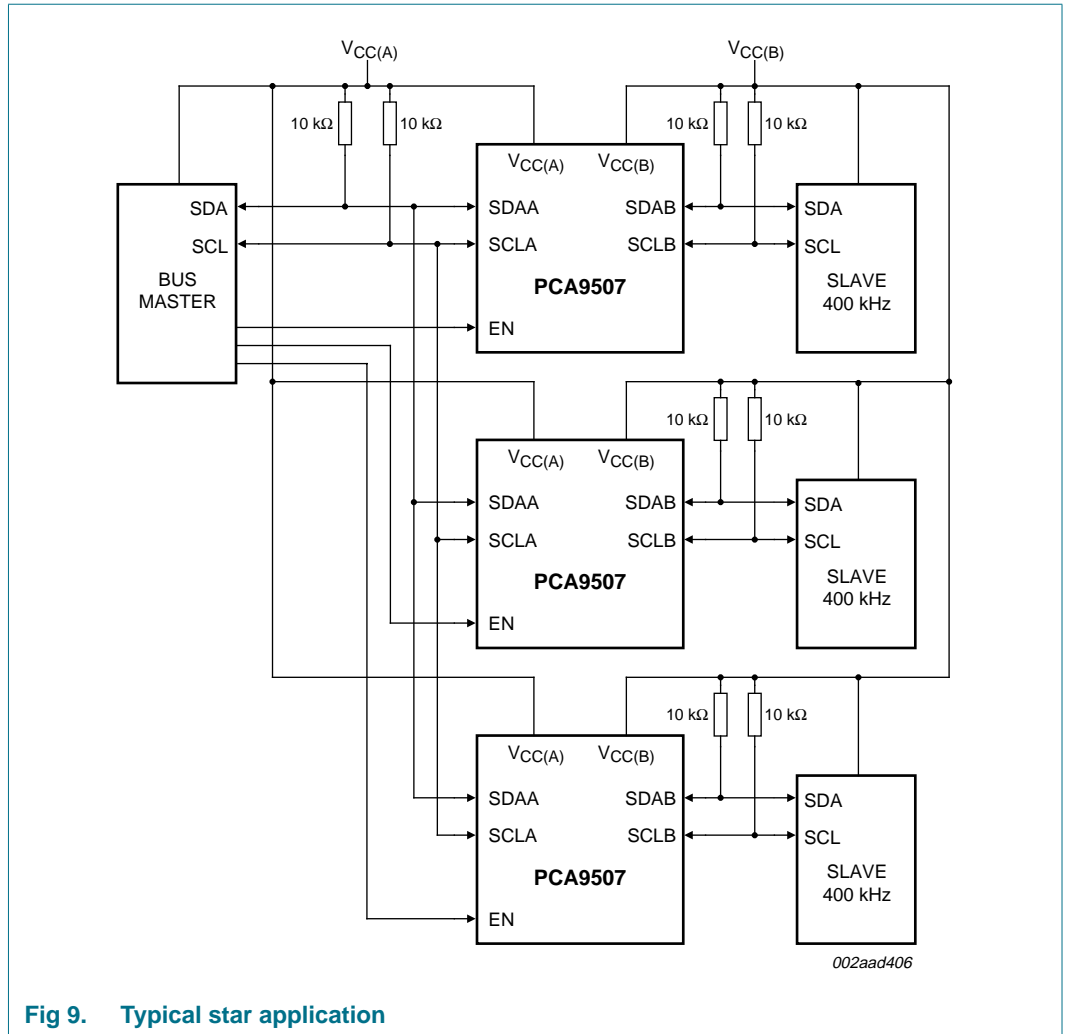 VCC(A)
VCC(B)
10 kΩ
10 kΩ
10 kΩ
10 kΩ
VCC(A)
VCC(B)
SDA
SCL
BUS
MASTER
SDAA
SCLA
PCA9507
EN
SDAB
SCLB
SDA
SCL
SLAVE
400 kHz
10 kΩ
10 kΩ
VCC(A)
VCC(B)
SDAA
SCLA
PCA9507
EN
SDAB
SCLB
SDA
SCL
SLAVE
400 kHz
10 kΩ
10 kΩ
VCC(A)
VCC(B)
SDAA
SCLA
PCA9507
EN
SDAB
SCLB
SDA
SCL
SLAVE
400 kHz
002aad406
Fig 9. Typical star application